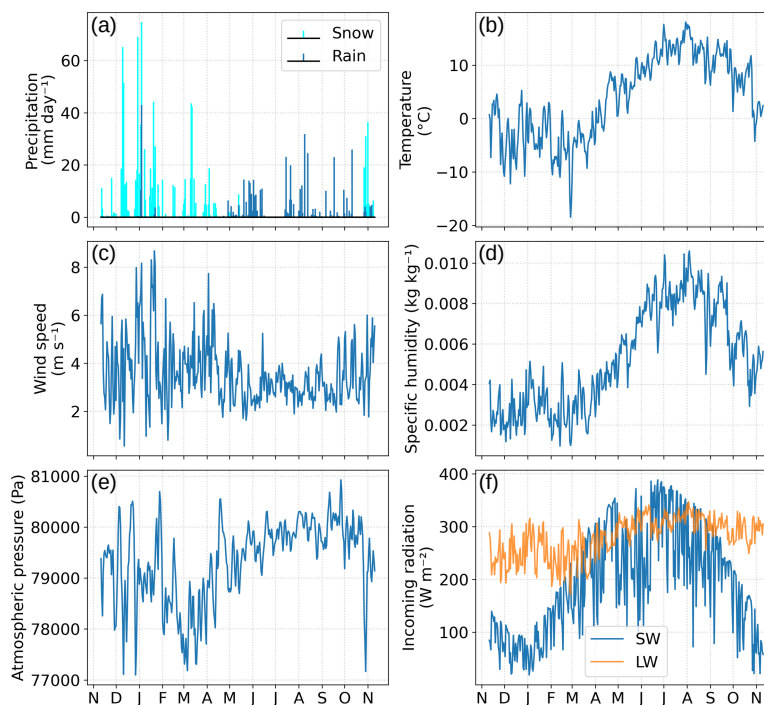 (a)
Snow
Rain
Precipitation
(mm day⁻¹)
60
40
20
0
(b)
Temperature
(°C)
10
0
−10
−20
(c)
Wind speed
(m s⁻¹)
8
6
4
2
(d)
Specific humidity (kg kg⁻¹)
0.010
0.008
0.006
0.004
0.002
(e)
Atmospheric pressure (Pa)
81000
80000
79000
78000
77000
N D J F M A M J J A S O N
(f)
Incoming radiation
(W m⁻²)
400
300
200
100
SW
LW
N D J F M A M J J A S O N